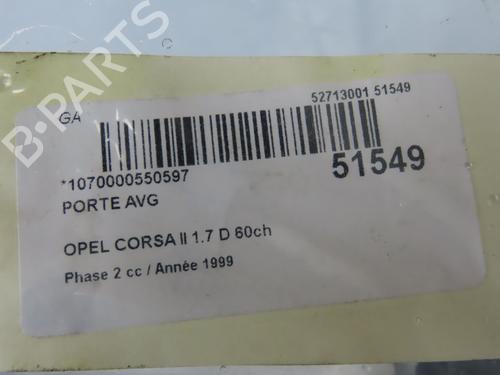 B-PARTS
GA
52713001 51549
*1070000550597
51549
PORTE AVG
OPEL CORSA II 1.7 D 60ch
Phase 2 cc / Année 1999